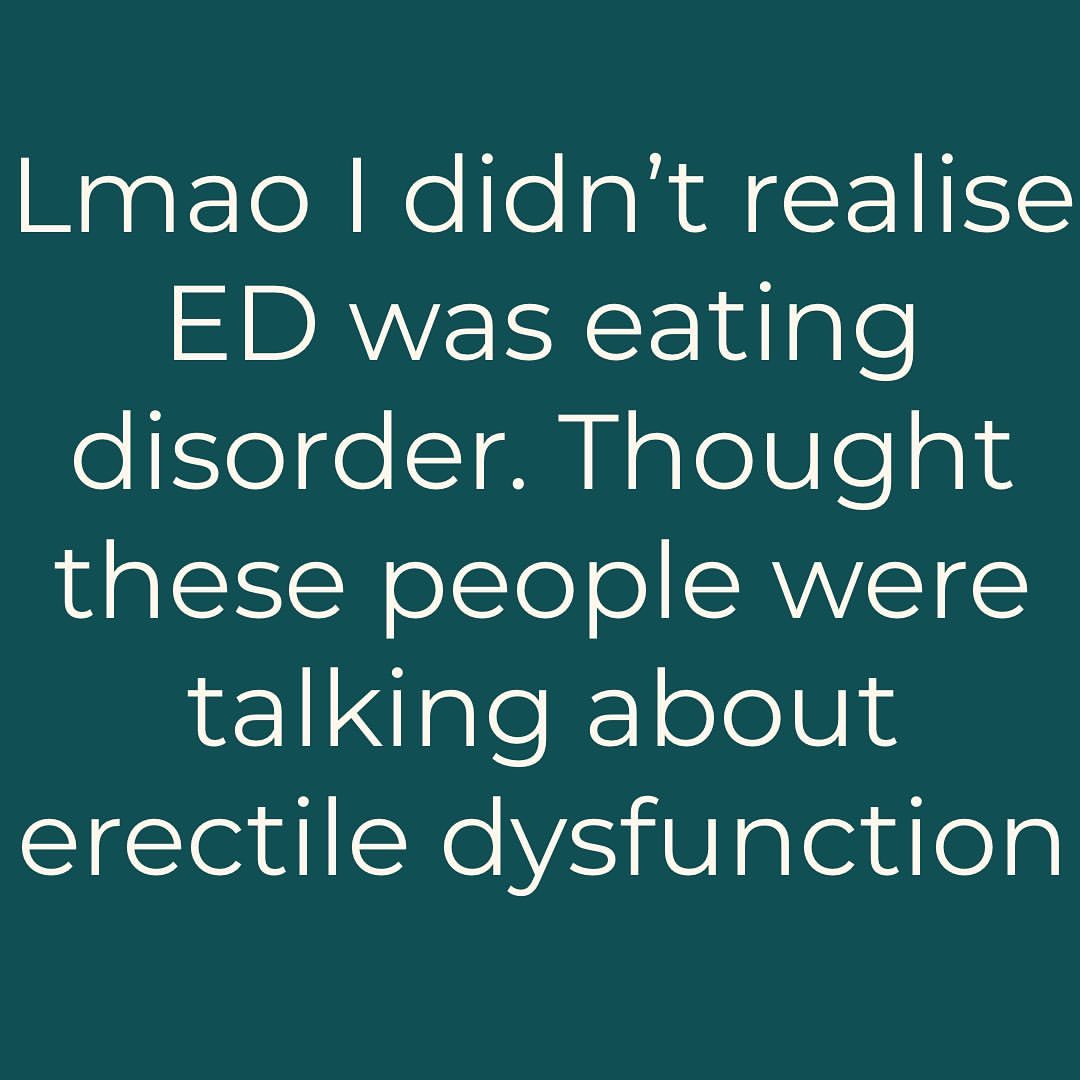 Lmao I didn’t realise
ED was eating
disorder. Thought
these people were
talking about
erectile dysfunction